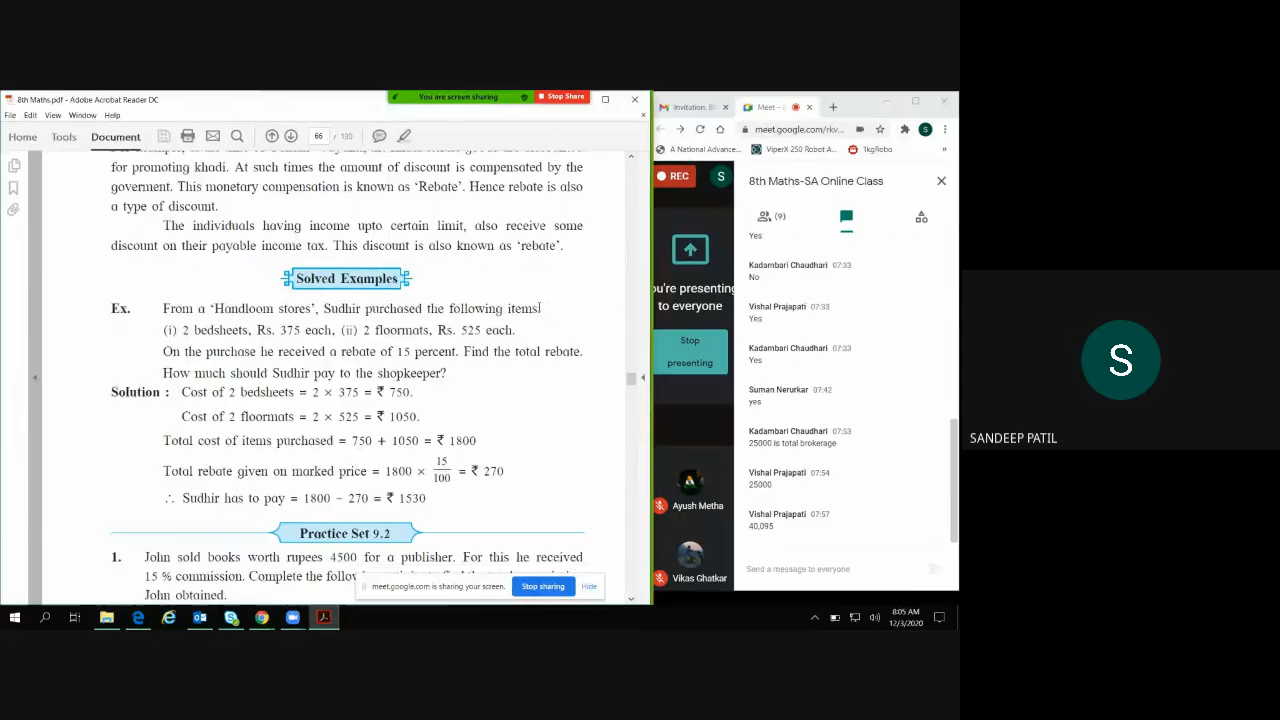 8th Maths.pdf - Adobe Acrobat Reader DC
You are screen sharing
Stop Share
File Edit View Window Help
Home Tools Document
66 / 130
for promoting khadi. At such times the amount of discount is compensated by the
goverment. This monetary compensation is known as 'Rebate'. Hence rebate is also
a type of discount.
The individuals having income upto certain limit, also receive some
discount on their payable income tax. This discount is also known as 'rebate'.
Solved Examples
Ex. From a 'Handloom stores', Sudhir purchased the following items.
(i) 2 bedsheets, Rs. 375 each, (ii) 2 floormats, Rs. 525 each.
On the purchase he received a rebate of 15 percent. Find the total rebate.
How much should Sudhir pay to the shopkeeper?
Solution : Cost of 2 bedsheets = 2 × 375 = ₹ 750.
Cost of 2 floormats = 2 × 525 = ₹ 1050.
Total cost of items purchased = 750 + 1050 = ₹ 1800
Total rebate given on marked price = 1800 × 15/100 = ₹ 270
∴ Sudhir has to pay = 1800 - 270 = ₹ 1530
Practice Set 9.2
1. John sold books worth rupees 4500 for a publisher. For this he received
15 % commission. Complete the
John obtained.
meet.google.com is sharing your screen. Stop sharing Hide
Invitation:
Meet –
meet.google.com/rkv...
S
A National Advance...
ViperX 250 Robot A...
1kgRobo
»
REC
S
8th Maths-SA Online Class
(9)
Yes
Kadambari Chaudhari 07:33
No
Vishal Prajapati 07:33
Yes
Kadambari Chaudhari 07:33
Yes
Suman Nerurkar 07:42
yes
Kadambari Chaudhari 07:53
25000 is total brokerage
Vishal Prajapati 07:54
25000
Vishal Prajapati 07:57
40,095
Send a message to everyone
You're presenting
to everyone
Stop
presenting
Ayush Metha
Vikas Ghatkar
8:05 AM
12/3/2020
S
SANDEEP PATIL